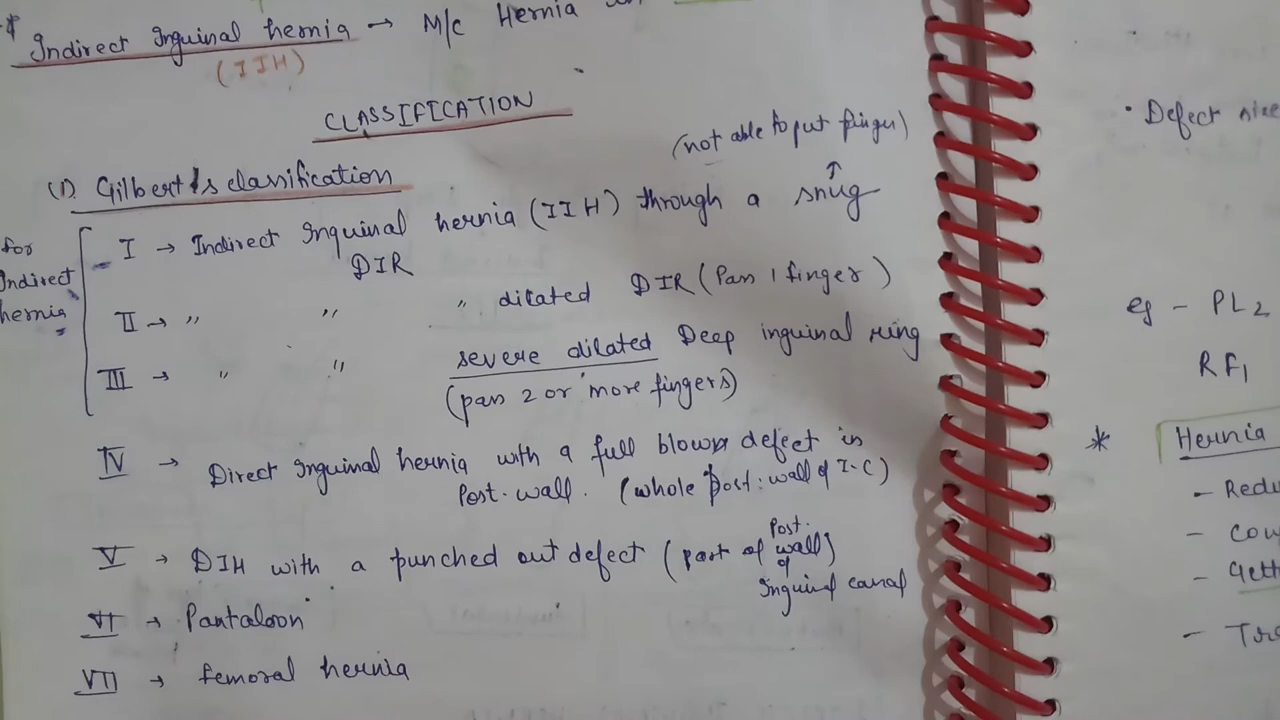 * Indirect Inguinal hernia → M/c Hernia
(IIH)
CLASSIFICATION
(1). Gilbert's classification
(not able to put finger)
↑
for Indirect hernia
I → Indirect Inguinal hernia (IIH) through a snug
DIR
II → " " " dilated DIR (Pass 1 finger)
III → " " severe dilated Deep inguinal ring
(pass 2 or more fingers)
IV → Direct Inguinal hernia with a full blown defect in
Post. wall. (whole post. wall of I.C)
V → DIH with a punched out defect (part of Post. wall) of Inguinal canal
VI → Pantaloon
VII → femoral hernia
• Defect size
eg - PL2
RF1
* Hernia
- Redu
- Cou
- Gett
- Tra